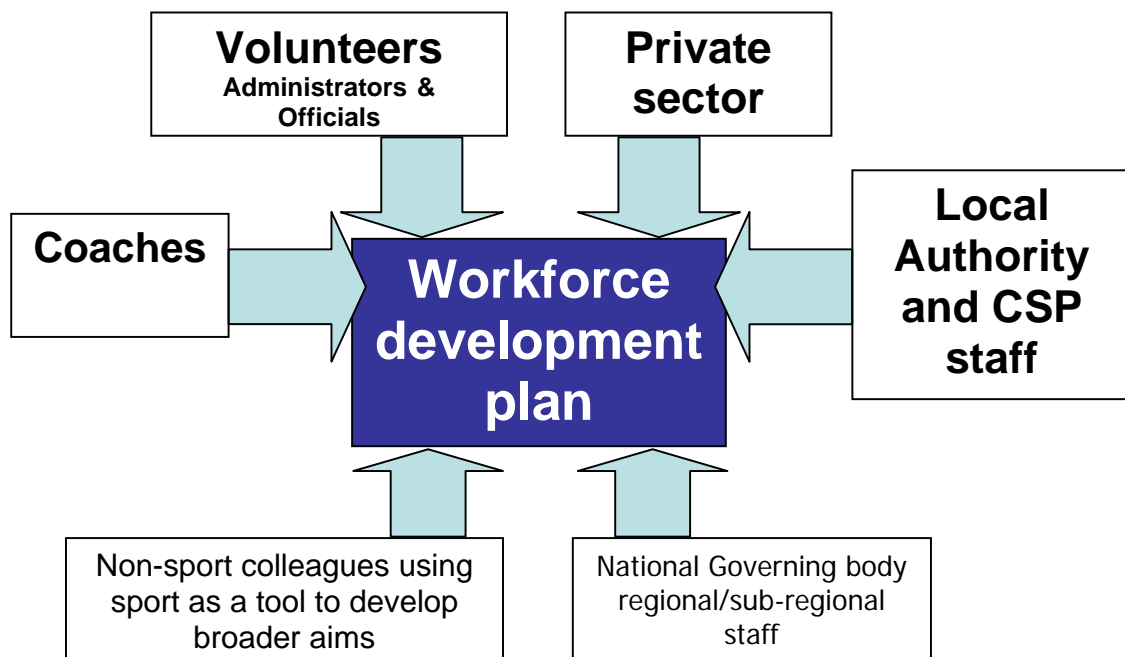 Volunteers
Administrators &
Officials
Private
sector
Coaches
Local
Authority
and CSP
staff
Workforce
development
plan
Non-sport colleagues using
sport as a tool to develop
broader aims
National Governing body
regional/sub-regional
staff